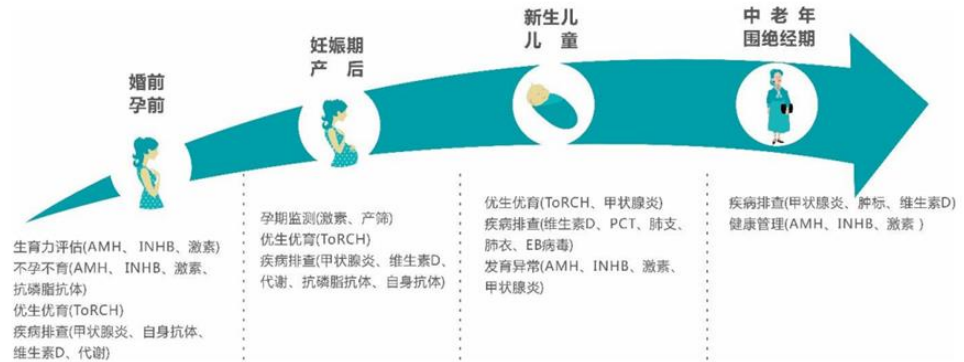 婚前
孕前
妊娠期
产 后
新生儿
儿 童
中 老 年
围绝经期
生育力评估(AMH、 INHB、激素)
不孕不育(AMH、 INHB、激素、
抗磷脂抗体)
优生优育(ToRCH)
疾病排查(甲状腺炎、自身抗体、
维生素D、代谢)
孕期监测(激素、产筛)
优生优育(ToRCH)
疾病排查(甲状腺炎、维生素D、
代谢、抗磷脂抗体、自身抗体)
优生优育(ToRCH、甲状腺炎)
疾病排查(维生素D、PCT、肺支、
肺衣、EB病毒)
发育异常(AMH、INHB、激素、
甲状腺炎)
疾病排查(甲状腺炎、肿标、维生素D)
健康管理(AMH、INHB、激素 )